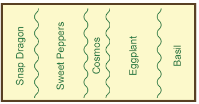 Snap Dragon
Sweet Peppers
Cosmos
Eggplant
Basil